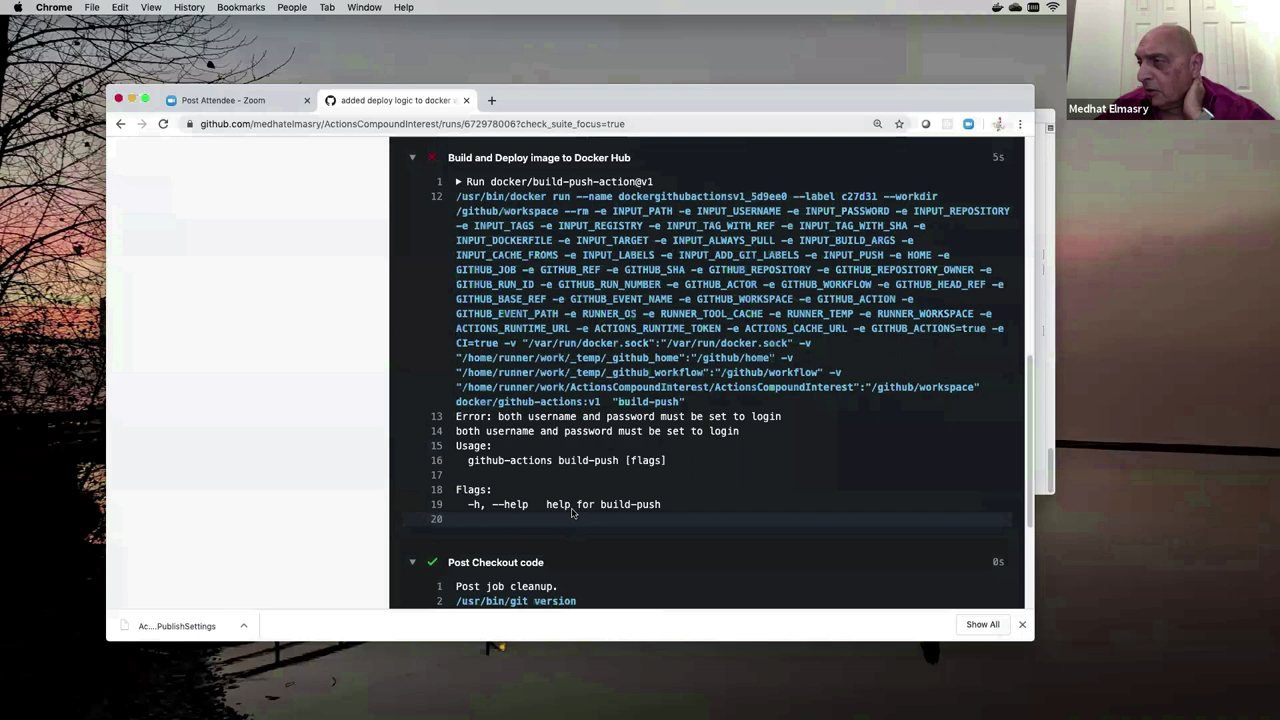 Chrome File Edit View History Bookmarks People Tab Window Help
Medhat Elmasry
Post Attendee - Zoom
added deploy logic to docker
github.com/medhatelmasry/ActionsCompoundInterest/runs/672978006?check_suite_focus=true
Build and Deploy image to Docker Hub 5s
1 Run docker/build-push-action@v1
12 /usr/bin/docker run --name dockergithubactionsv1_5d9ee0 --label c27d31 --workdir
/github/workspace --rm -e INPUT_PATH -e INPUT_USERNAME -e INPUT_PASSWORD -e INPUT_REPOSITORY
-e INPUT_TAGS -e INPUT_REGISTRY -e INPUT_TAG_WITH_REF -e INPUT_TAG_WITH_SHA -e
INPUT_DOCKERFILE -e INPUT_TARGET -e INPUT_ALWAYS_PULL -e INPUT_BUILD_ARGS -e
INPUT_CACHE_FROMS -e INPUT_LABELS -e INPUT_ADD_GIT_LABELS -e INPUT_PUSH -e HOME -e
GITHUB_JOB -e GITHUB_REF -e GITHUB_SHA -e GITHUB_REPOSITORY -e GITHUB_REPOSITORY_OWNER -e
GITHUB_RUN_ID -e GITHUB_RUN_NUMBER -e GITHUB_ACTOR -e GITHUB_WORKFLOW -e GITHUB_HEAD_REF -e
GITHUB_BASE_REF -e GITHUB_EVENT_NAME -e GITHUB_WORKSPACE -e GITHUB_ACTION -e
GITHUB_EVENT_PATH -e RUNNER_OS -e RUNNER_TOOL_CACHE -e RUNNER_TEMP -e RUNNER_WORKSPACE -e
ACTIONS_RUNTIME_URL -e ACTIONS_RUNTIME_TOKEN -e ACTIONS_CACHE_URL -e GITHUB_ACTIONS=true -e
CI=true -v "/var/run/docker.sock":"/var/run/docker.sock" -v
"/home/runner/work/_temp/_github_home":"/github/home" -v
"/home/runner/work/_temp/_github_workflow":"/github/workflow" -v
"/home/runner/work/ActionsCompoundInterest/ActionsCompoundInterest":"/github/workspace"
docker/github-actions:v1 "build-push"
13 Error: both username and password must be set to login
14 both username and password must be set to login
15 Usage:
16 github-actions build-push [flags]
17
18 Flags:
19 -h, --help help for build-push
20
Post Checkout code 0s
1 Post job cleanup.
2 /usr/bin/git version
Ac....PublishSettings
Show All